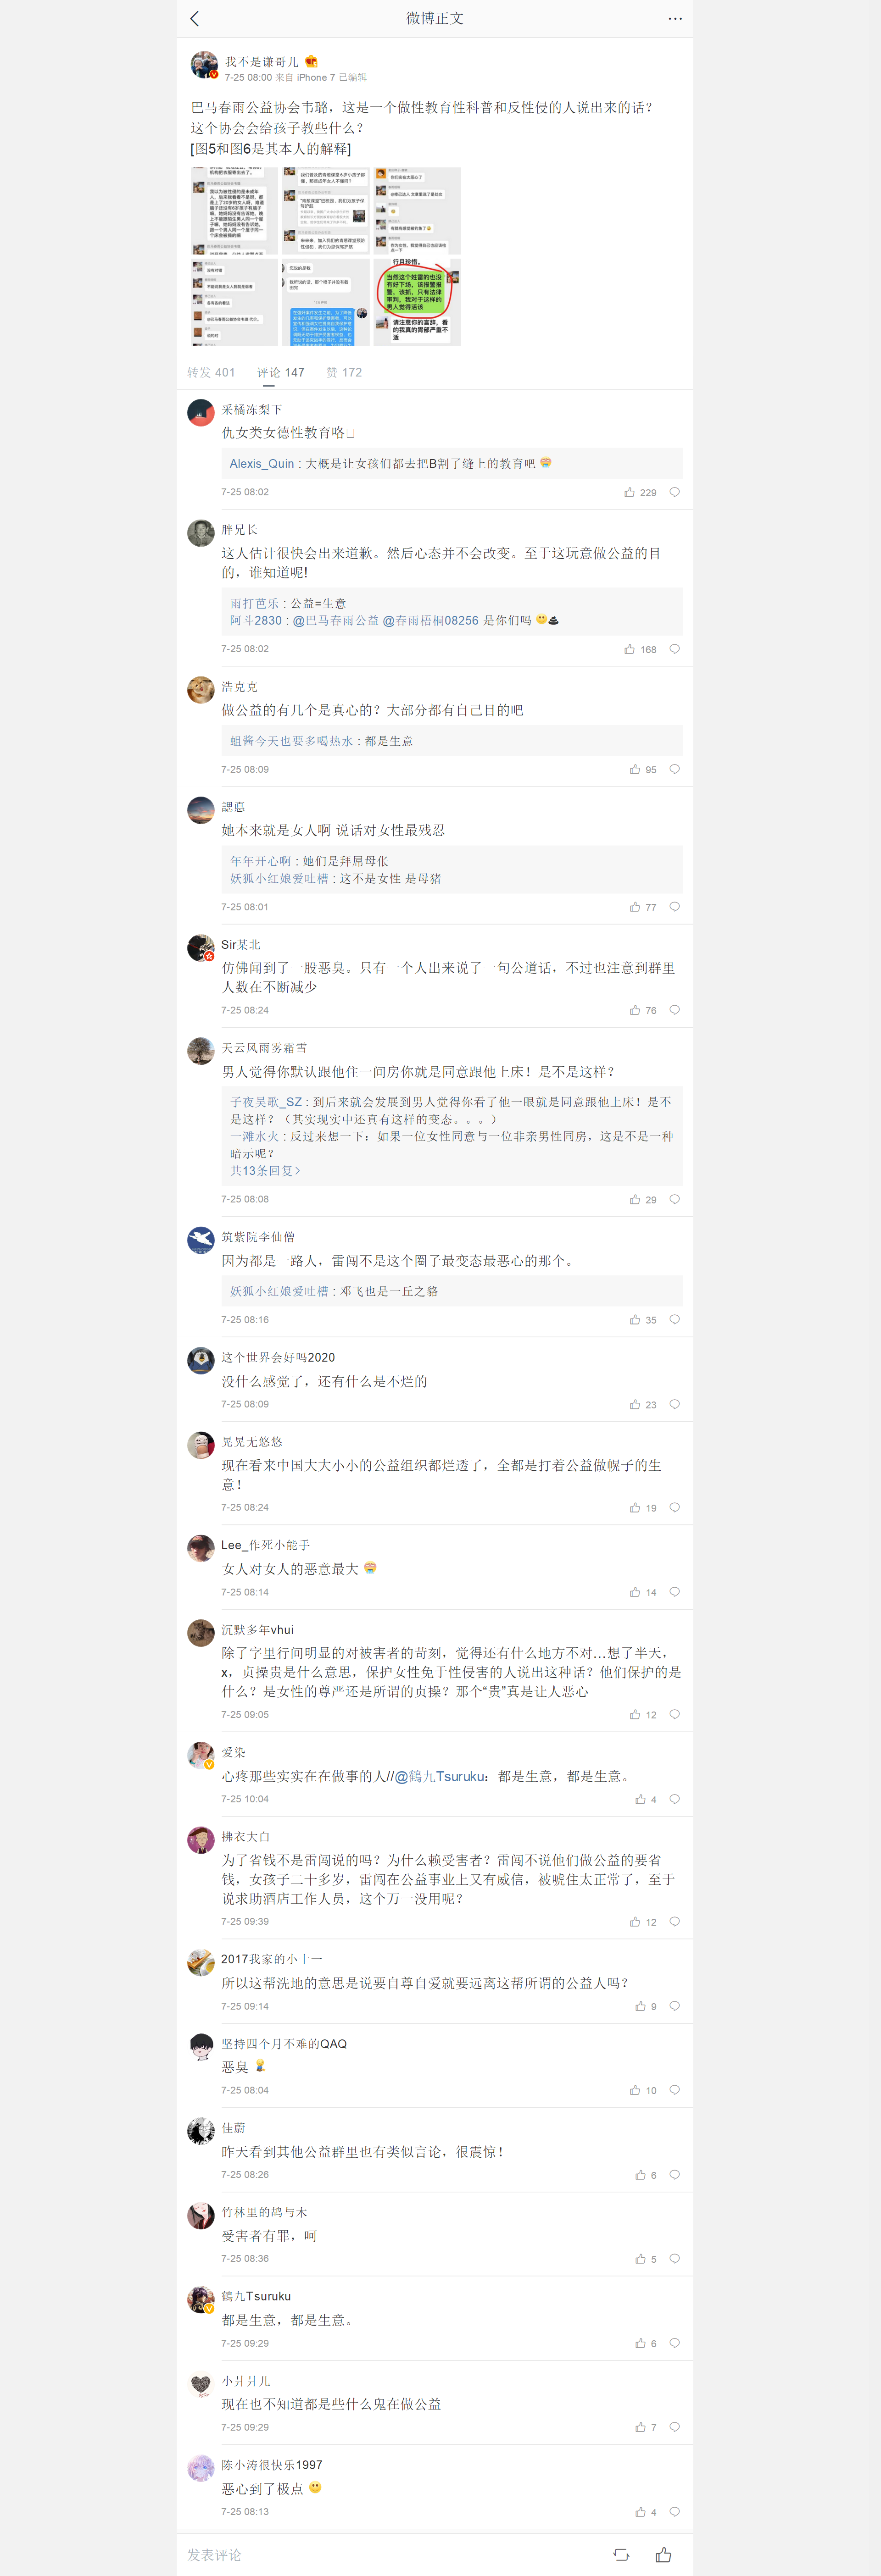 微博正文
我不是谦哥儿
7-25 08:00 来自 iPhone 7 已编辑
巴马春雨公益协会韦璐，这是一个做性教育性科普和反性侵的人说出来的话？
这个协会会给孩子教些什么？
[图5和图6是其本人的解释]
行且珍惜。
当然这个姓雷的也没
有好下场，该报警报
警，该抓，只有法律
审判。我对于这样的
男人觉得活该
请注意你的言辞，看
的我真的胃部严重不
适
转发 401 评论 147 赞 172
采橘冻梨下
仇女类女德性教育咯
Alexis_Quin : 大概是让女孩们都去把B割了缝上的教育吧
7-25 08:02 229
胖兄长
这人估计很快会出来道歉。然后心态并不会改变。至于这玩意做公益的目
的，谁知道呢!
雨打芭乐 : 公益=生意
阿斗2830 : @巴马春雨公益 @春雨梧桐08256 是你们吗
7-25 08:02 168
浩克克
做公益的有几个是真心的？大部分都有自己目的吧
蛆酱今天也要多喝热水 : 都是生意
7-25 08:09 95
她本来就是女人啊 说话对女性最残忍
年年开心啊 : 她们是拜屌母伥
妖狐小红娘爱吐槽 : 这不是女性 是母猪
7-25 08:01 77
Sir某北
仿佛闻到了一股恶臭。只有一个人出来说了一句公道话，不过也注意到群里
人数在不断减少
7-25 08:24 76
天云风雨雾霜雪
男人觉得你默认跟他住一间房你就是同意跟他上床！是不是这样？
子夜吴歌_SZ : 到后来就会发展到男人觉得你看了他一眼就是同意跟他上床！是不
是这样？（其实现实中还真有这样的变态。。。）
一滩水火 : 反过来想一下：如果一位女性同意与一位非亲男性同房，这是不是一种
暗示呢？
共13条回复>
7-25 08:08 29
筑紫院李仙僧
因为都是一路人，雷闯不是这个圈子最变态最恶心的那个。
妖狐小红娘爱吐槽 : 邓飞也是一丘之貉
7-25 08:16 35
这个世界会好吗2020
没什么感觉了，还有什么是不烂的
7-25 08:09 23
晃晃无悠悠
现在看来中国大大小小的公益组织都烂透了，全都是打着公益做幌子的生
意！
7-25 08:24 19
Lee_作死小能手
女人对女人的恶意最大
7-25 08:14 14
沉默多年vhui
除了字里行间明显的对被害者的苛刻，觉得还有什么地方不对…想了半天，
x，贞操贵是什么意思，保护女性免于性侵害的人说出这种话？他们保护的是
什么？是女性的尊严还是所谓的贞操？那个“贵”真是让人恶心
7-25 09:05 12
爱染
心疼那些实实在在做事的人//@鹤九Tsuruku：都是生意，都是生意。
7-25 10:04 4
拂衣大白
为了省钱不是雷闯说的吗？为什么赖受害者？雷闯不说他们做公益的要省
钱，女孩子二十多岁，雷闯在公益事业上又有威信，被唬住太正常了，至于
说求助酒店工作人员，这个万一没用呢？
7-25 09:39 12
2017我家的小十一
所以这帮洗地的意思是说要自尊自爱就要远离这帮所谓的公益人吗？
7-25 09:14 9
坚持四个月不难的QAQ
恶臭
7-25 08:04 10
佳蔚
昨天看到其他公益群里也有类似言论，很震惊！
7-25 08:26 6
竹林里的鸠与木
受害者有罪，呵
7-25 08:36 5
鹤九Tsuruku
都是生意，都是生意。
7-25 09:29 6
小爿爿儿
现在也不知道都是些什么鬼在做公益
7-25 09:29 7
陈小涛很快乐1997
恶心到了极点
7-25 08:13 4
发表评论